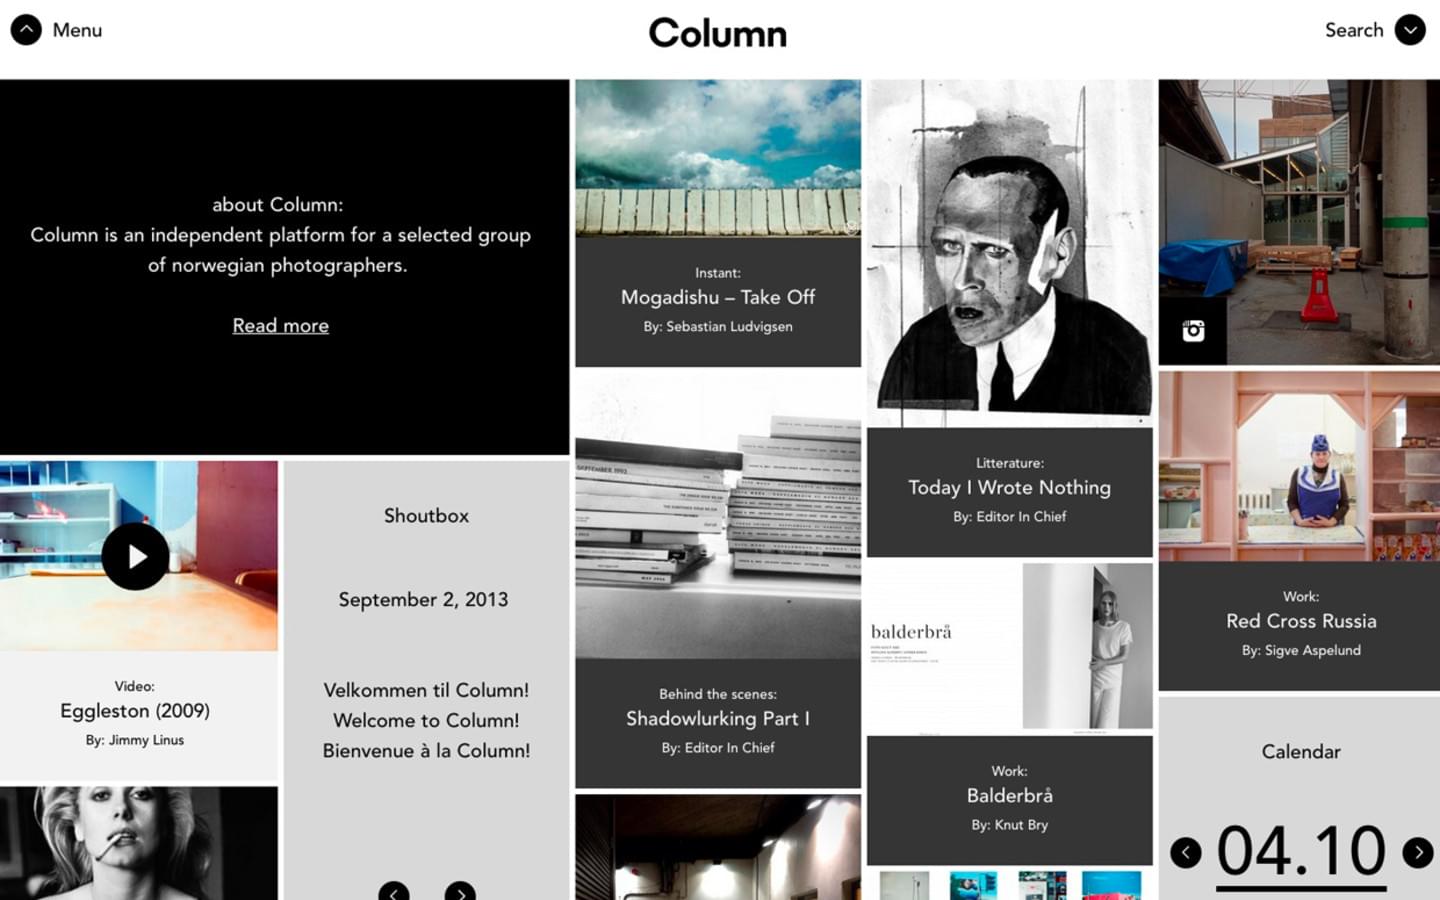 Menu
Column
Search
about Column:
Column is an independent platform for a selected group
of norwegian photographers.
Read more
Instant:
Mogadishu – Take Off
By: Sebastian Ludvigsen
Litterature:
Today I Wrote Nothing
By: Editor In Chief
Work:
Red Cross Russia
By: Sigve Aspelund
Video:
Eggleston (2009)
By: Jimmy Linus
Shoutbox
September 2, 2013
Velkommen til Column!
Welcome to Column!
Bienvenue à la Column!
SEPTEMBER 1992
Behind the scenes:
Shadowlurking Part I
By: Editor In Chief
balderbrå
Work:
Balderbrå
By: Knut Bry
Calendar
04.10